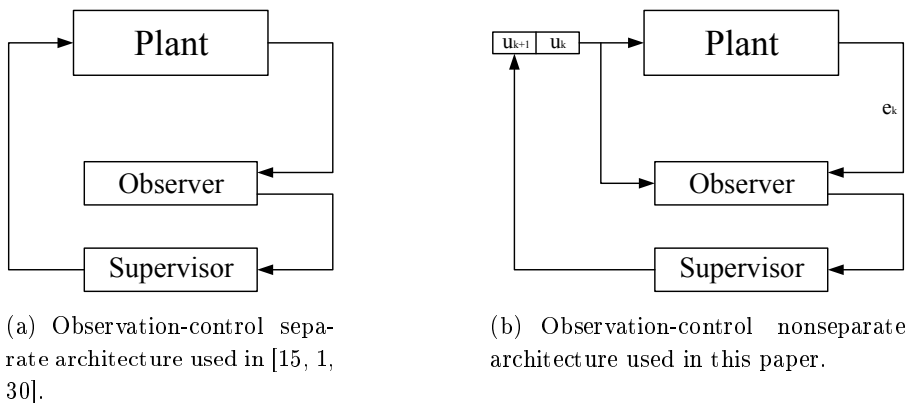 Plant
Observer
Supervisor
(a) Observation-control sepa-
rate architecture used in [15, 1,
30].
uk+1 uk
Plant
ek
Observer
Supervisor
(b) Observation-control nonseparate
architecture used in this paper.